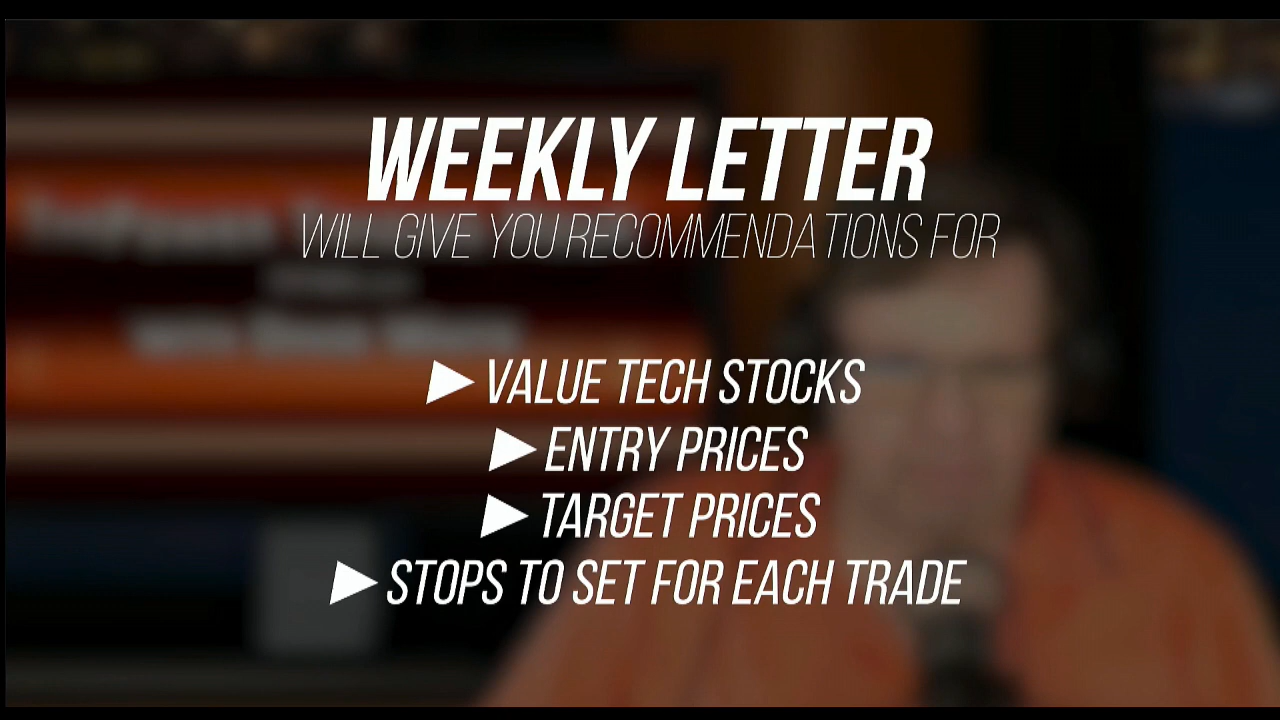 WEEKLY LETTER
WILL GIVE YOU RECOMMENDATIONS FOR
▶ VALUE TECH STOCKS
▶ ENTRY PRICES
▶ TARGET PRICES
▶ STOPS TO SET FOR EACH TRADE